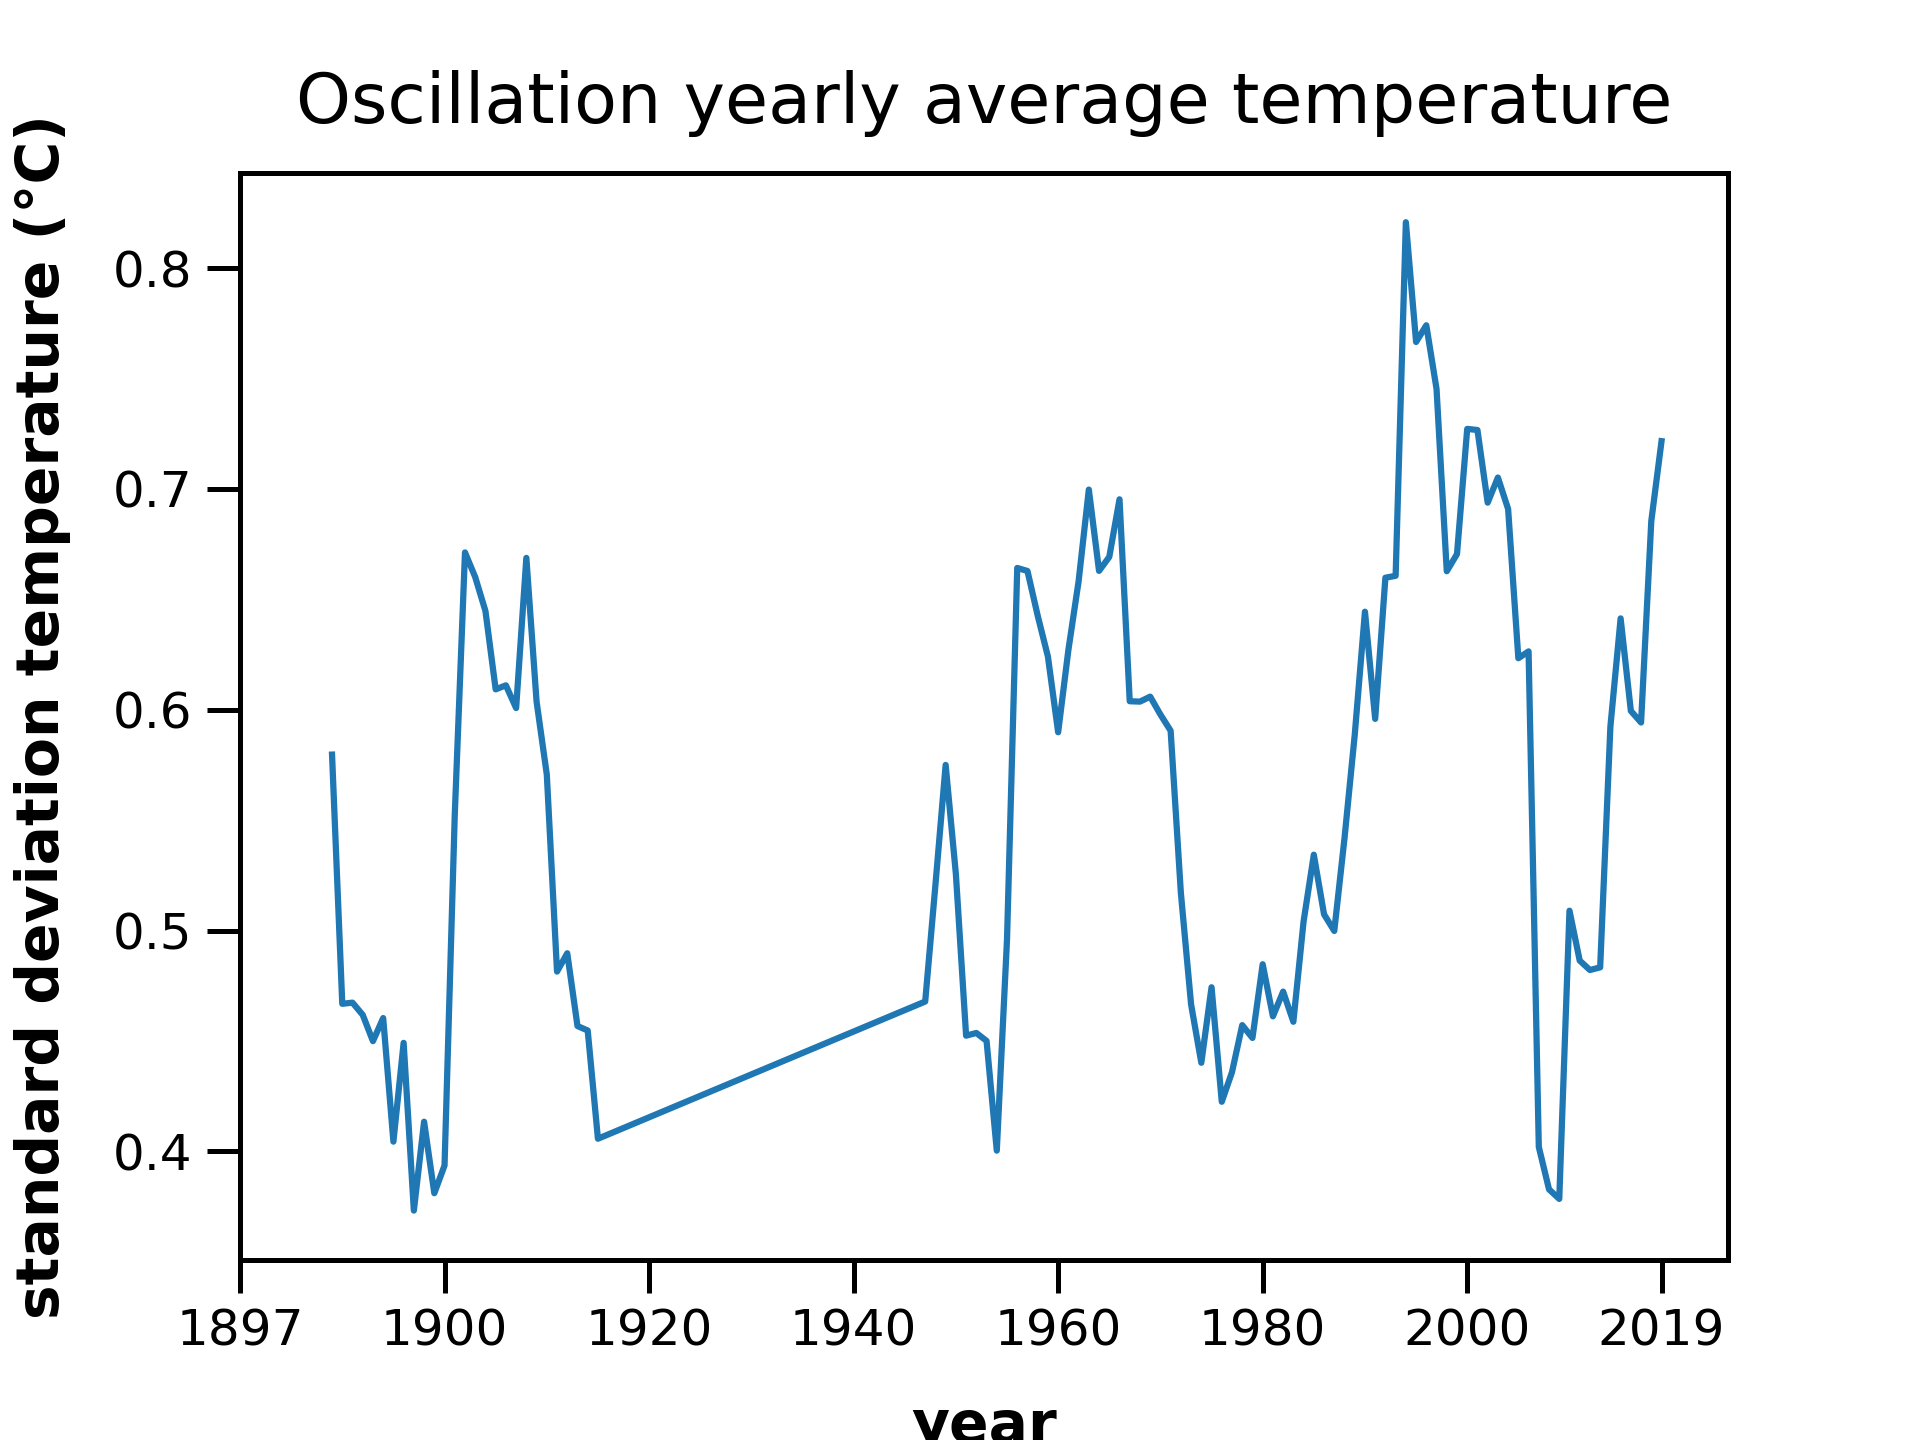 Oscillation yearly average temperature
standard deviation temperature (°C)
0.8
0.7
0.6
0.5
0.4
1897 1900 1920 1940 1960 1980 2000 2019
year